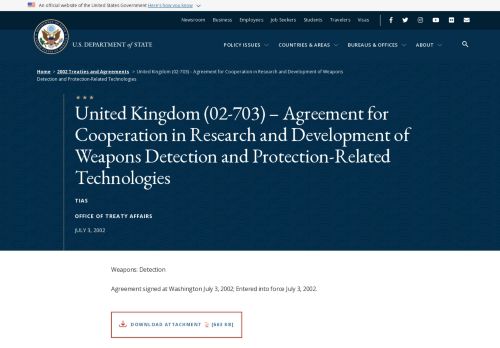 An official website of the United States Government Here's how you know
Newsroom Business Employers Job Seekers Students Travelers Visas
U.S. DEPARTMENT of STATE
POLICY ISSUES COUNTRIES & AREAS BUREAUS & OFFICES ABOUT
Home > 2002 Treaties and Agreements > United Kingdom (02-703) - Agreement for Cooperation in Research and Development of Weapons
Detection and Protection-Related Technologies
United Kingdom (02-703) – Agreement for
Cooperation in Research and Development of
Weapons Detection and Protection-Related
Technologies
TIAS
OFFICE OF TREATY AFFAIRS
JULY 3, 2002
Weapons: Detection
Agreement signed at Washington July 3, 2002; Entered into force July 3, 2002.
DOWNLOAD ATTACHMENT [663 KB]